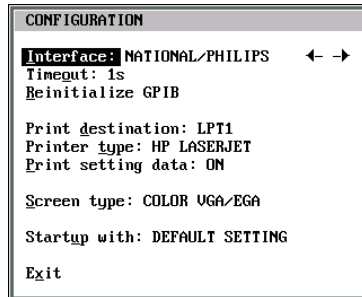 CONFIGURATION
Interface: NATIONAL/PHILIPS ← →
Timeout: 1s
Reinitialize GPIB
Print destination: LPT1
Printer type: HP LASERJET
Print setting data: ON
Screen type: COLOR VGA/EGA
Startup with: DEFAULT SETTING
Exit